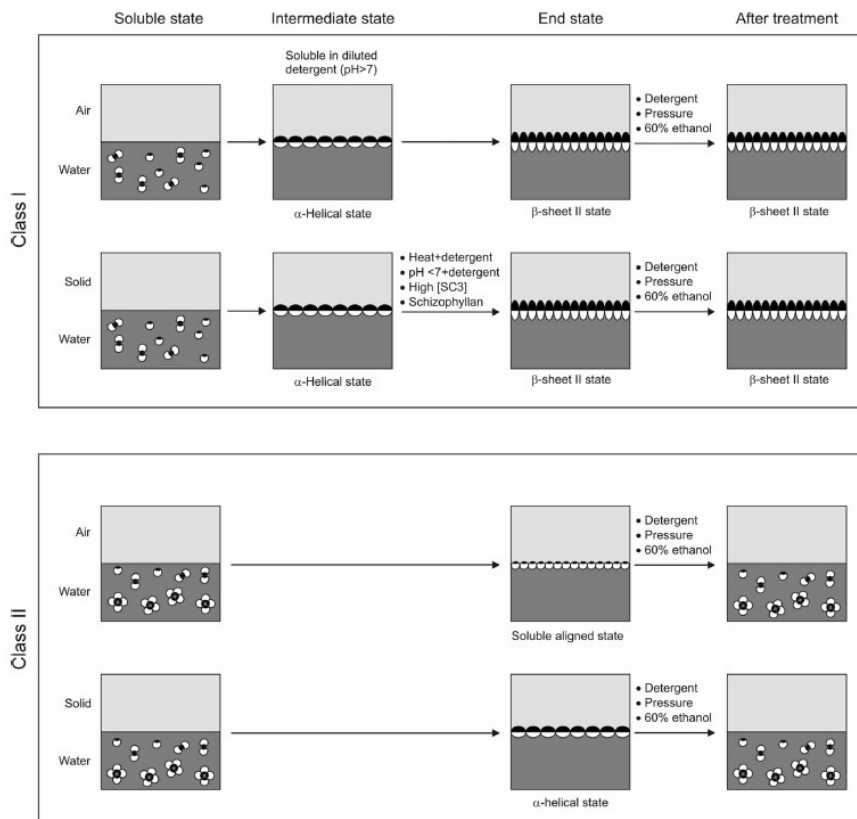 Soluble state
Intermediate state
End state
After treatment
Class I
Soluble in diluted
detergent (pH>7)
Air
Water
α-Helical state
β-sheet II state
• Detergent
• Pressure
• 60% ethanol
β-sheet II state
Solid
Water
α-Helical state
• Heat+detergent
• pH <7+detergent
• High [SC3]
• Schizophyllan
β-sheet II state
• Detergent
• Pressure
• 60% ethanol
β-sheet II state
Class II
Air
Water
Soluble aligned state
• Detergent
• Pressure
• 60% ethanol
Solid
Water
α-helical state
• Detergent
• Pressure
• 60% ethanol